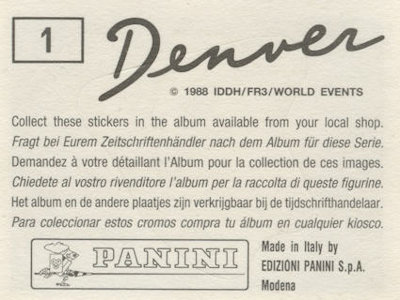 1
Denver
© 1988 IDDH/FR3/WORLD EVENTS
Collect these stickers in the album available from your local shop.
Fragt bei Eurem Zeitschriftenhändler nach dem Album für diese Serie.
Demandez à votre détaillant l'Album pour la collection de ces images.
Chiedete al vostro rivenditore l'album per la raccolta di queste figurine.
Het album en de andere plaatjes zijn verkrijgbaar bij de tijdschrifthandelaar.
Para coleccionar estos cromos compra tu álbum en cualquier kiosco.
PANINI
Made in Italy by
EDIZIONI PANINI S.p.A.
Modena